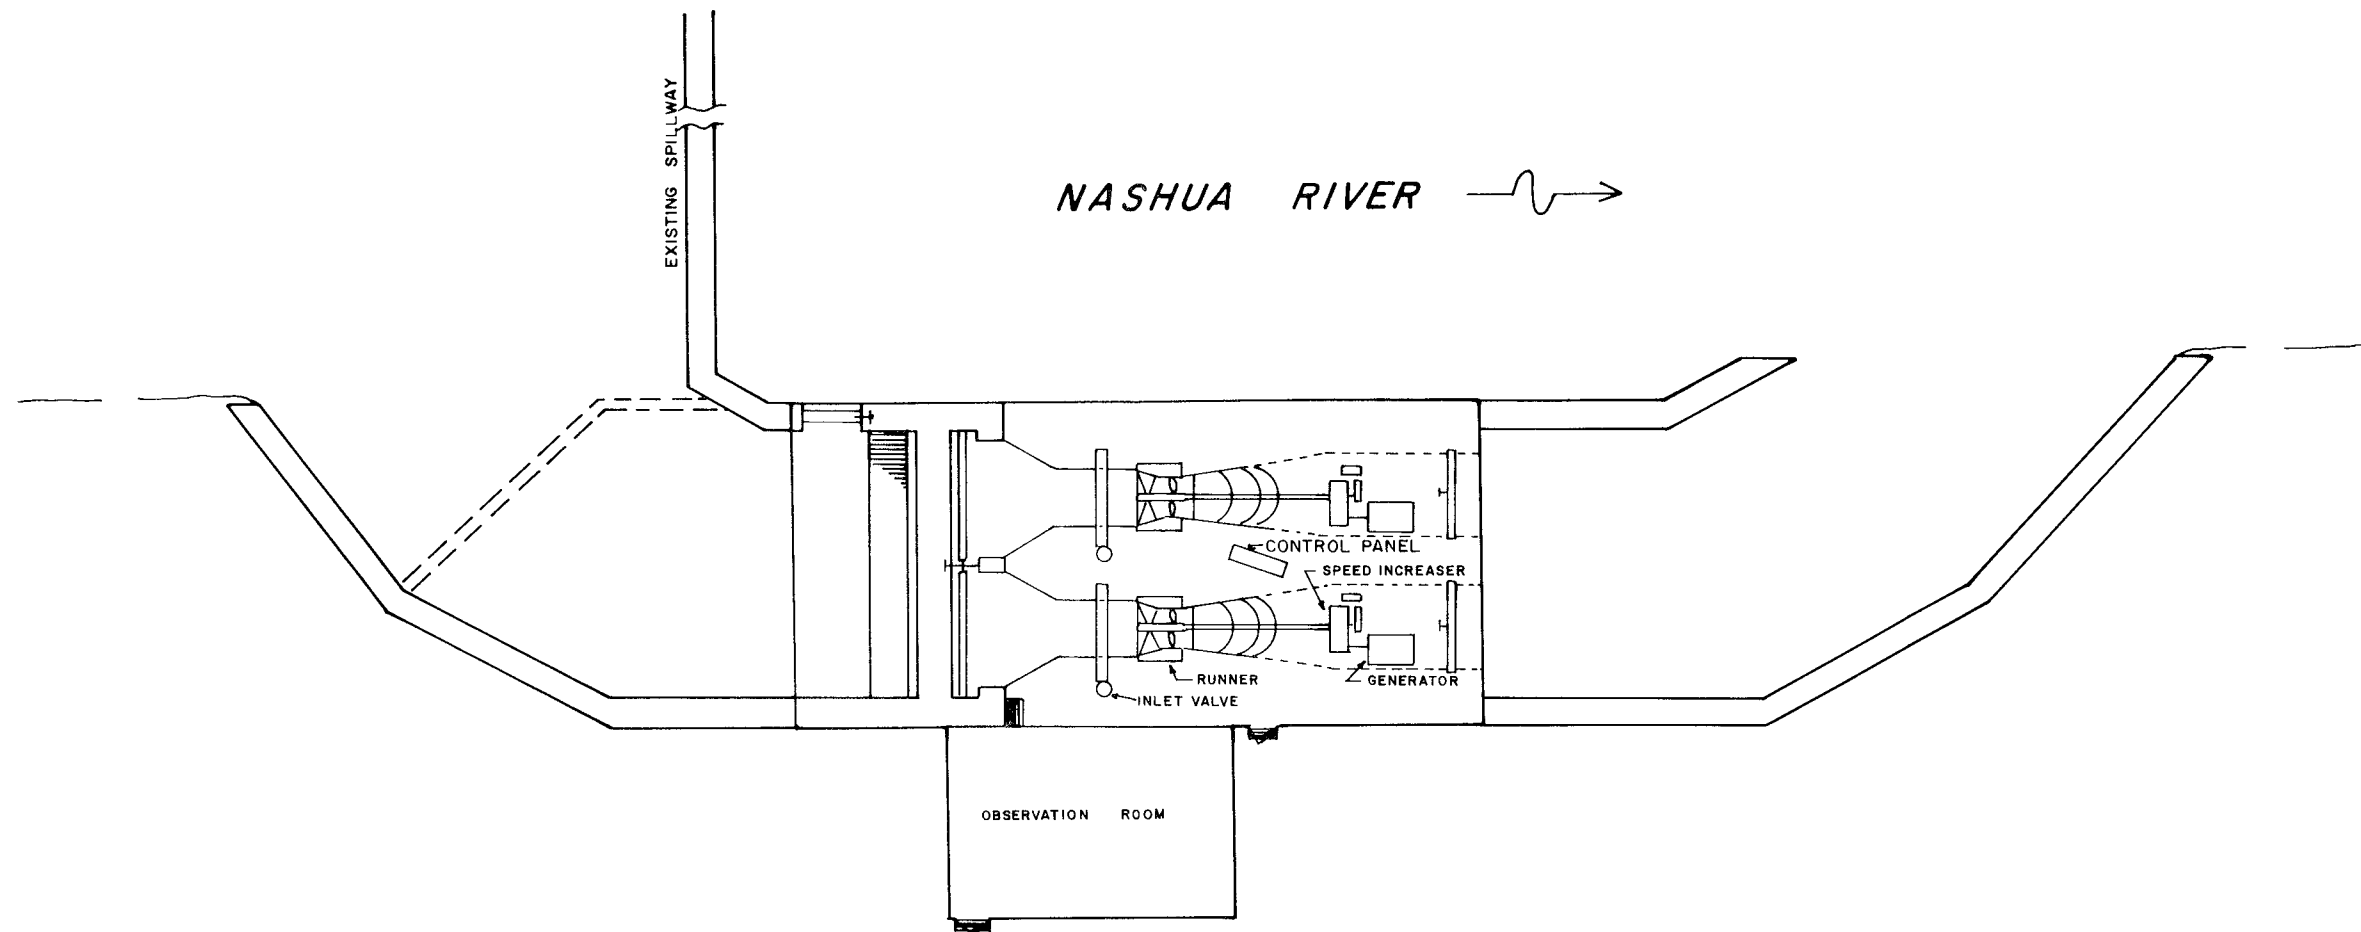 EXISTING SPILLWAY
NASHUA RIVER
CONTROL PANEL
SPEED INCREASER
RUNNER
GENERATOR
INLET VALVE
OBSERVATION ROOM